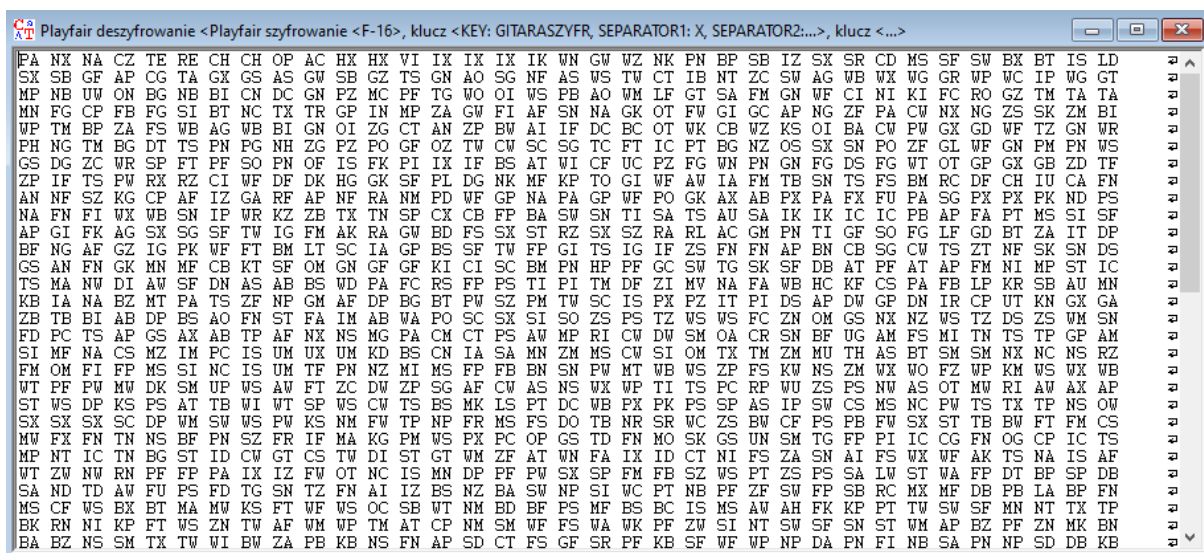 Playfair deszyfrowanie <Playfair szyfrowanie <F-16>, klucz <KEY: GITARASZYFR, SEPARATOR1: X, SEPARATOR2:...>, klucz <...>
PA NX NA CZ TE RE CH CH OP AC HX HX VI IX IX IX IK WN GW WZ NK PN BP SB IZ SX SR CD MS SF SW BX BT IS LD
SX SB GF AP CG TA GX GS AS GW SB GZ TS GN AO SG NF AS WS TW CT IB NT ZC SW AG WB WG GR WP WC IP WG GT
MP NB UW ON BG NB BI CN DC GN PZ MC PF TG WO OI WS PB AO WM LF GT SA FM GN WF CI NI KI FC RO GZ TM TA TA
MN FG CP FB FG SI BT NC TX TR GP IN MP ZA GW FI AF SN NA GK OT FW GI GC AP NG ZF PA CW NX NG ZS SK ZM BI
WP TM BP ZA FS WB AG WB BI GN OI ZG CT AN ZP BW AI IF DC BC OT WK CB WZ KS OI BA CW PW GX GD WF TZ GN WR
PH NG TM BG DT TS PN PG NH ZG PZ PO GF OZ TW CW SC SG TC FT IC PT BG NZ OS SX SN PO ZF GL WF GN PM PN WS
GS DG ZC WR SP FT PF SO PN OF IS FK PI IX IF BS AT WI CF UC PZ FG WN PN GN FG DS FG WT OT GP GX GB ZD TF
ZP IF TS PW RX RZ CI WF DF DK HG GK SF PL DG NK MF KP TO GI WF AW IA FM TB SN TS FS BM RC DF CH IU CA FN
AN NF SZ KG CP AF IZ GA RF AP NF RA NM PD WF GP NA PA GP WF PO GK AX AB PX PA FX FU PA SG PX PX PK ND PS
NA FN FI WX WB SN IP WR KZ ZB TX TN SP CX CB FP BA SW SN TI SA TS AU SA IK IK IC IC PB AP FA PT MS SI SF
AP GI FK AG SX SG SF TW IG FM AK RA GW BD FS SX ST RZ SX SZ RA RL AC GM PN TI GF SO FG LF GD BT ZA IT DP
BF NG AF GZ IG PK WF FT BM LT SC IA GP BS SF TW FP GI TS IG IF ZS FN FN AP BN CB SG CW TS ZT NF SK SN DS
GS AN FN GK MN MF CB KT SF OM GN GF GF KI CI SC BM PN HP PF GC SW TG SK SF DB AT PF AT AP FM NI MP ST IC
TS MA NW DI AW SF DN AS AB BS WD PA FC RS FP PS TI PI TM DF ZI MV NA FA WB HC KF CS PA FB LP KR SB AU MN
KB IA NA BZ MT PA TS ZF NP GM AF DP BG BT PW SZ PM TW SC IS PX PZ IT PI DS AP DW GP DN IR CP UT KN GX GA
ZB TB BI AB DP BS AO FN ST FA IM AB WA PO SC SX SI SO ZS PS TZ WS WS FC ZN OM GS NX NZ WS TZ DS ZS WM SN
FD PC TS AP GS AX AB TP AF NX NS MG PA CM CT PS AW MP RI CW DW SM OA CR SN BF UG AM FS MI TN TS TP GP AM
SI MF NA CS MZ IM PC IS UM UX UM KD BS CN IA SA MN ZM MS CW SI OM TX TM ZM MU TH AS BT SM SM NX NC NS RZ
FM OM FI FP MS SI NC IS UM TF PN NZ MI MS FP FB BN SN PW MT WB WS ZP FS KW NS ZM WX WO FZ WP KM WS WX WB
WT PF PW MW DK SM UP WS AW FT ZC DW ZP SG AF CW AS NS WX WP TI TS PC RP WU ZS PS NW AS OT MW RI AW AX AP
ST WS DP KS PS AT TB WI WT SP WS CW TS BS MK LS PT DC WB PX PK PS SP AS IP SW CS MS NC PW TS TX TP NS OW
SX SX SX SC DP WM SW WS PW KS NM FW TP NP FR MS FS DO TB NR SR WC ZS BW CF PS PB FW SX ST TB BW FT FM CS
MW FX FN TN NS BF PN SZ FR IF MA KG PM WS PX PC OP GS TD FN MO SK GS UN SM TG FP PI IC CG FN OG CP IC TS
MP NT IC TN BG ST ID CW GT CS TW DI ST GT WM ZF AT WN FA IX ID CT NI FS ZA SN AI FS WX WF AK TS NA IS AF
WT ZW NW RN PF FP PA IX IZ FW OT NC IS MN DP PF PW SX SP FM FB SZ WS PT ZS PS SA LW ST WA FP DT BP SP DB
SA ND TD AW FU PS FD TG SN TZ FN AI IZ BS NZ BA SW NP SI WC PT NB PF ZF SW FP SB RC MX MF DB PB LA BP FN
MS CF WS BX BT MA MW KS FT WF WS OC SB WT NM BD BF PS MF BS BC IS MS AW AH FK KP PT TW SW SF MN NT TX TP
BK RN NI KP FT WS ZN TW AF WM WP TM AT CP NM SM WF FS WA WK PF ZW SI NT SW SF SN ST WM AP BZ PF ZN MK BN
BA BZ NS SM TX TW WI BW ZA PB KB NS FN AP SD CT FS GF SR PF KB SF WF WP NP DA PN FI NB SA PN NP SD DB KA